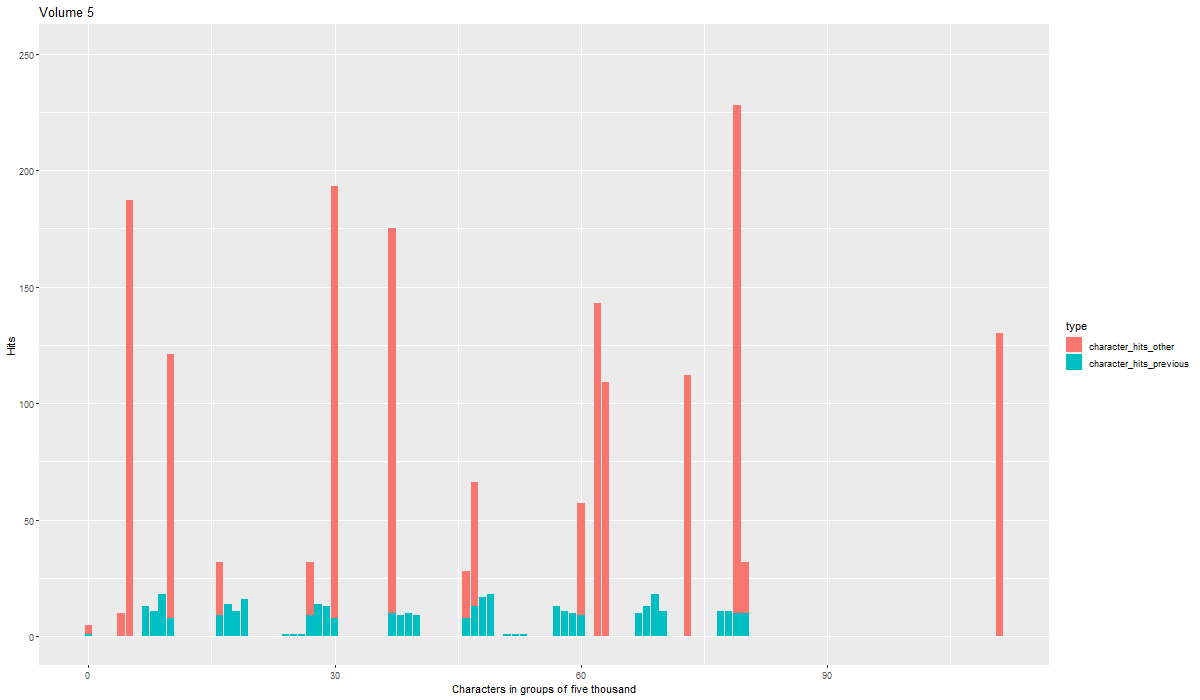 Volume 5
250
200
150
100
50
0
Hits
0 30 60 90
Characters in groups of five thousand
type
character_hits_other
character_hits_previous